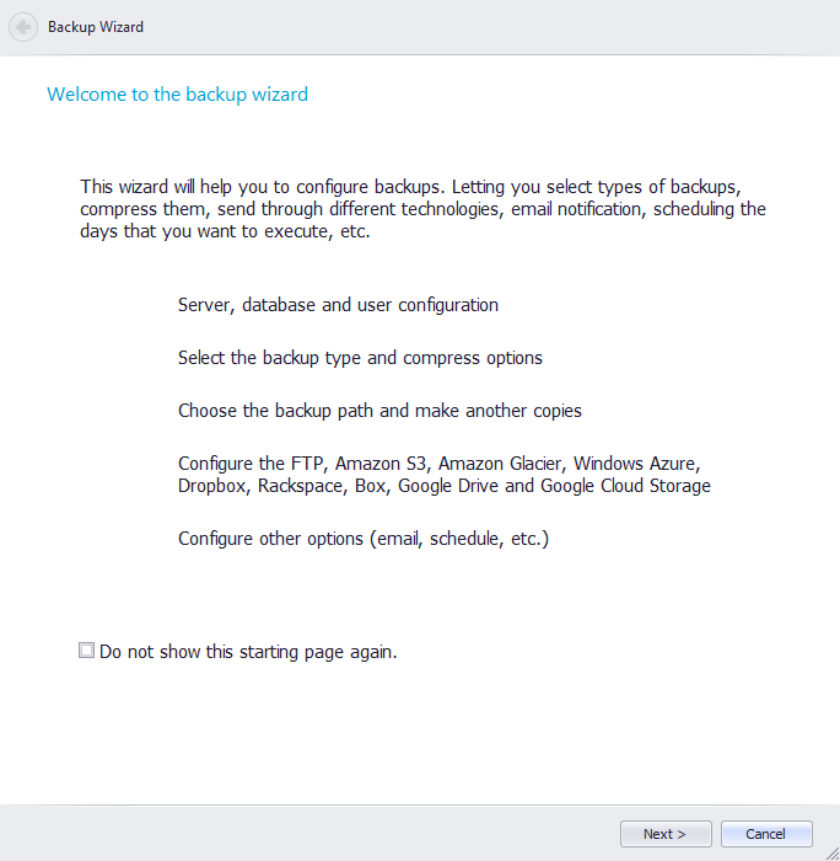 Backup Wizard
Welcome to the backup wizard
This wizard will help you to configure backups. Letting you select types of backups,
compress them, send through different technologies, email notification, scheduling the
days that you want to execute, etc.
Server, database and user configuration
Select the backup type and compress options
Choose the backup path and make another copies
Configure the FTP, Amazon S3, Amazon Glacier, Windows Azure,
Dropbox, Rackspace, Box, Google Drive and Google Cloud Storage
Configure other options (email, schedule, etc.)
Do not show this starting page again.
Next >
Cancel